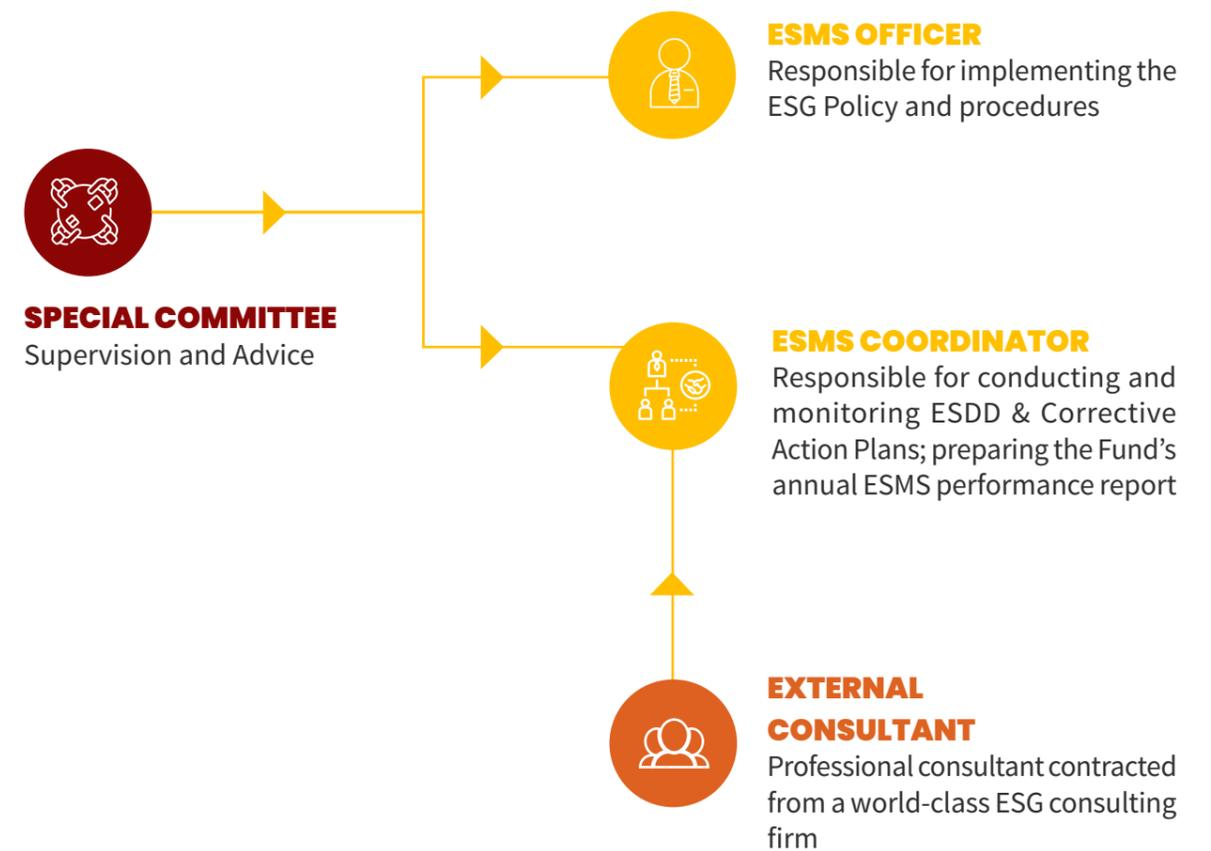 ESMS OFFICER
Responsible for implementing the
ESG Policy and procedures
SPECIAL COMMITTEE
Supervision and Advice
ESMS COORDINATOR
Responsible for conducting and
monitoring ESDD & Corrective
Action Plans; preparing the Fund’s
annual ESMS performance report
EXTERNAL
CONSULTANT
Professional consultant contracted
from a world-class ESG consulting
firm